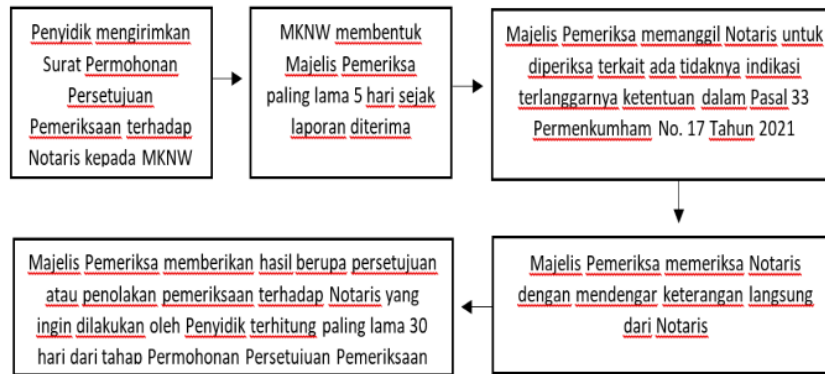 Penyidik mengirimkan
Surat Permohonan
Persetujuan
Pemeriksaan terhadap
Notaris kepada MKNW
MKNW membentuk
Majelis Pemeriksa
paling lama 5 hari sejak
laporan diterima
Majelis Pemeriksa memanggil Notaris untuk
diperiksa terkait ada tidaknya indikasi
terlanggarnya ketentuan dalam Pasal 33
Permenkumham No. 17 Tahun 2021
Majelis Pemeriksa memeriksa Notaris
dengan mendengar keterangan langsung
dari Notaris
Majelis Pemeriksa memberikan hasil berupa persetujuan
atau penolakan pemeriksaan terhadap Notaris yang
ingin dilakukan oleh Penyidik terhitung paling lama 30
hari dari tahap Permohonan Persetujuan Pemeriksaan